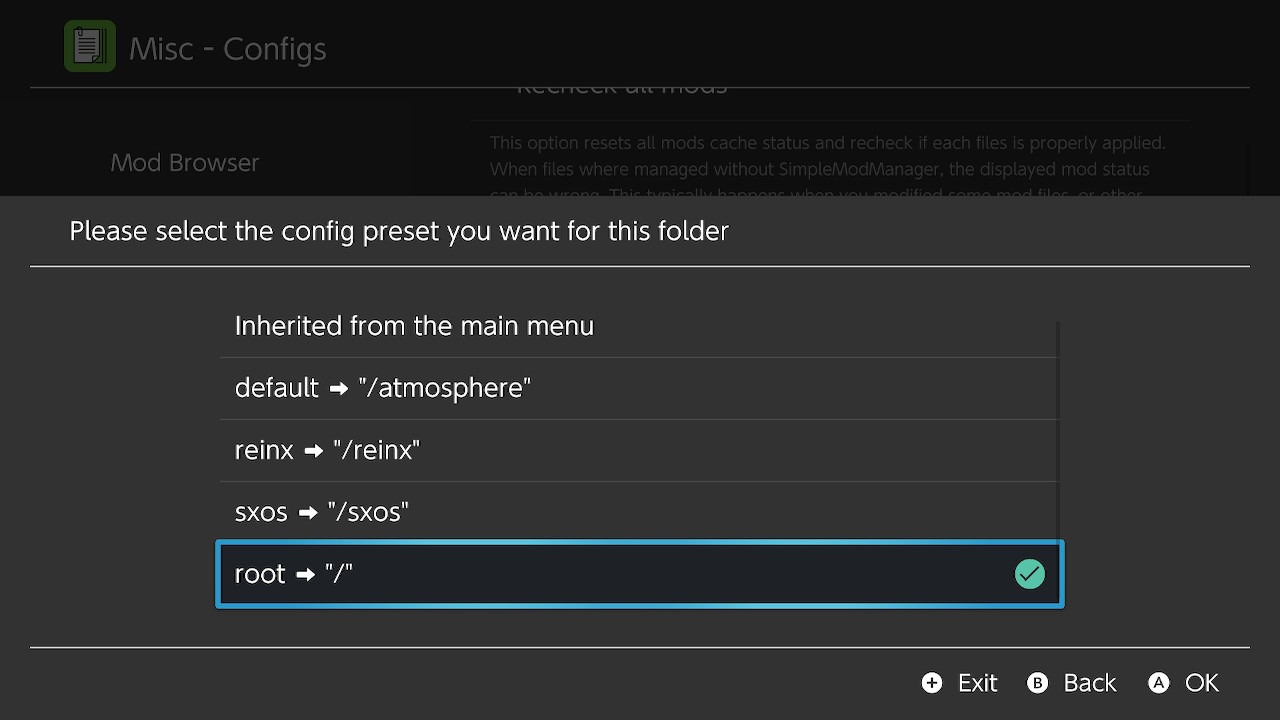 Misc - Configs
Recheck all mods
This option resets all mods cache status and recheck if each files is properly applied.
Mod Browser
When files where managed without SimpleModManager, the displayed mod status
can be wrong. This typically happens when you modified some mod files, or other
Please select the config preset you want for this folder
Inherited from the main menu
default ➡ "/atmosphere"
reinx ➡ "/reinx"
sxos ➡ "/sxos"
root ➡ "/"
+ Exit B Back A OK